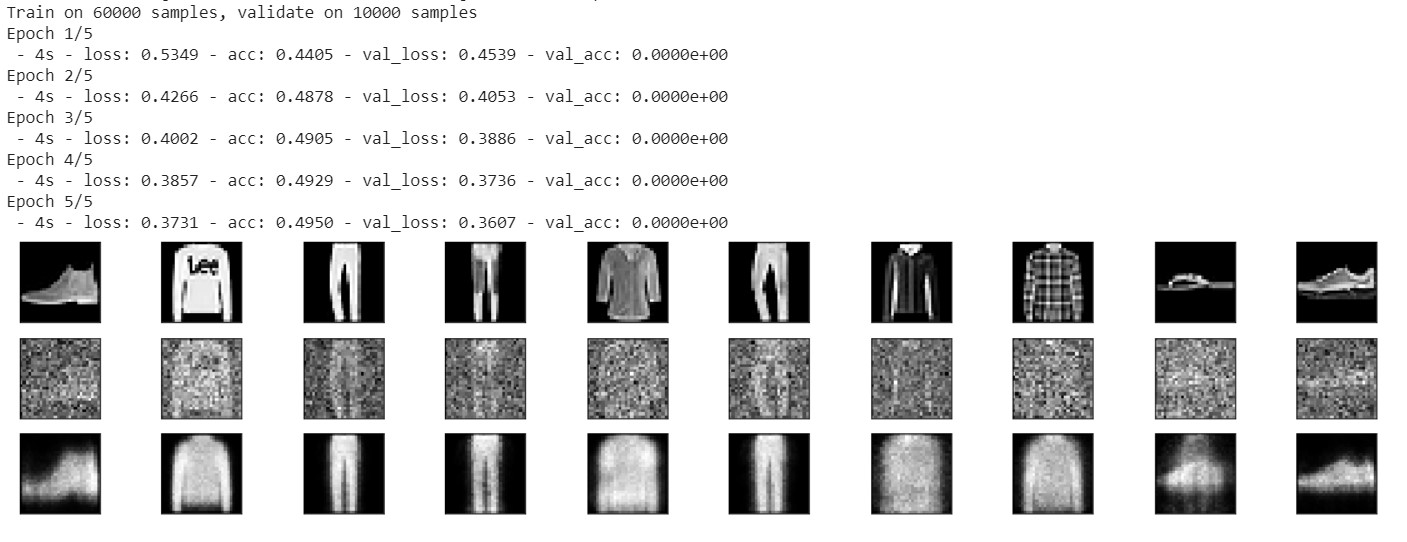 Train on 60000 samples, validate on 10000 samples
Epoch 1/5
 - 4s - loss: 0.5349 - acc: 0.4405 - val_loss: 0.4539 - val_acc: 0.0000e+00
Epoch 2/5
 - 4s - loss: 0.4266 - acc: 0.4878 - val_loss: 0.4053 - val_acc: 0.0000e+00
Epoch 3/5
 - 4s - loss: 0.4002 - acc: 0.4905 - val_loss: 0.3886 - val_acc: 0.0000e+00
Epoch 4/5
 - 4s - loss: 0.3857 - acc: 0.4929 - val_loss: 0.3736 - val_acc: 0.0000e+00
Epoch 5/5
 - 4s - loss: 0.3731 - acc: 0.4950 - val_loss: 0.3607 - val_acc: 0.0000e+00
Lee